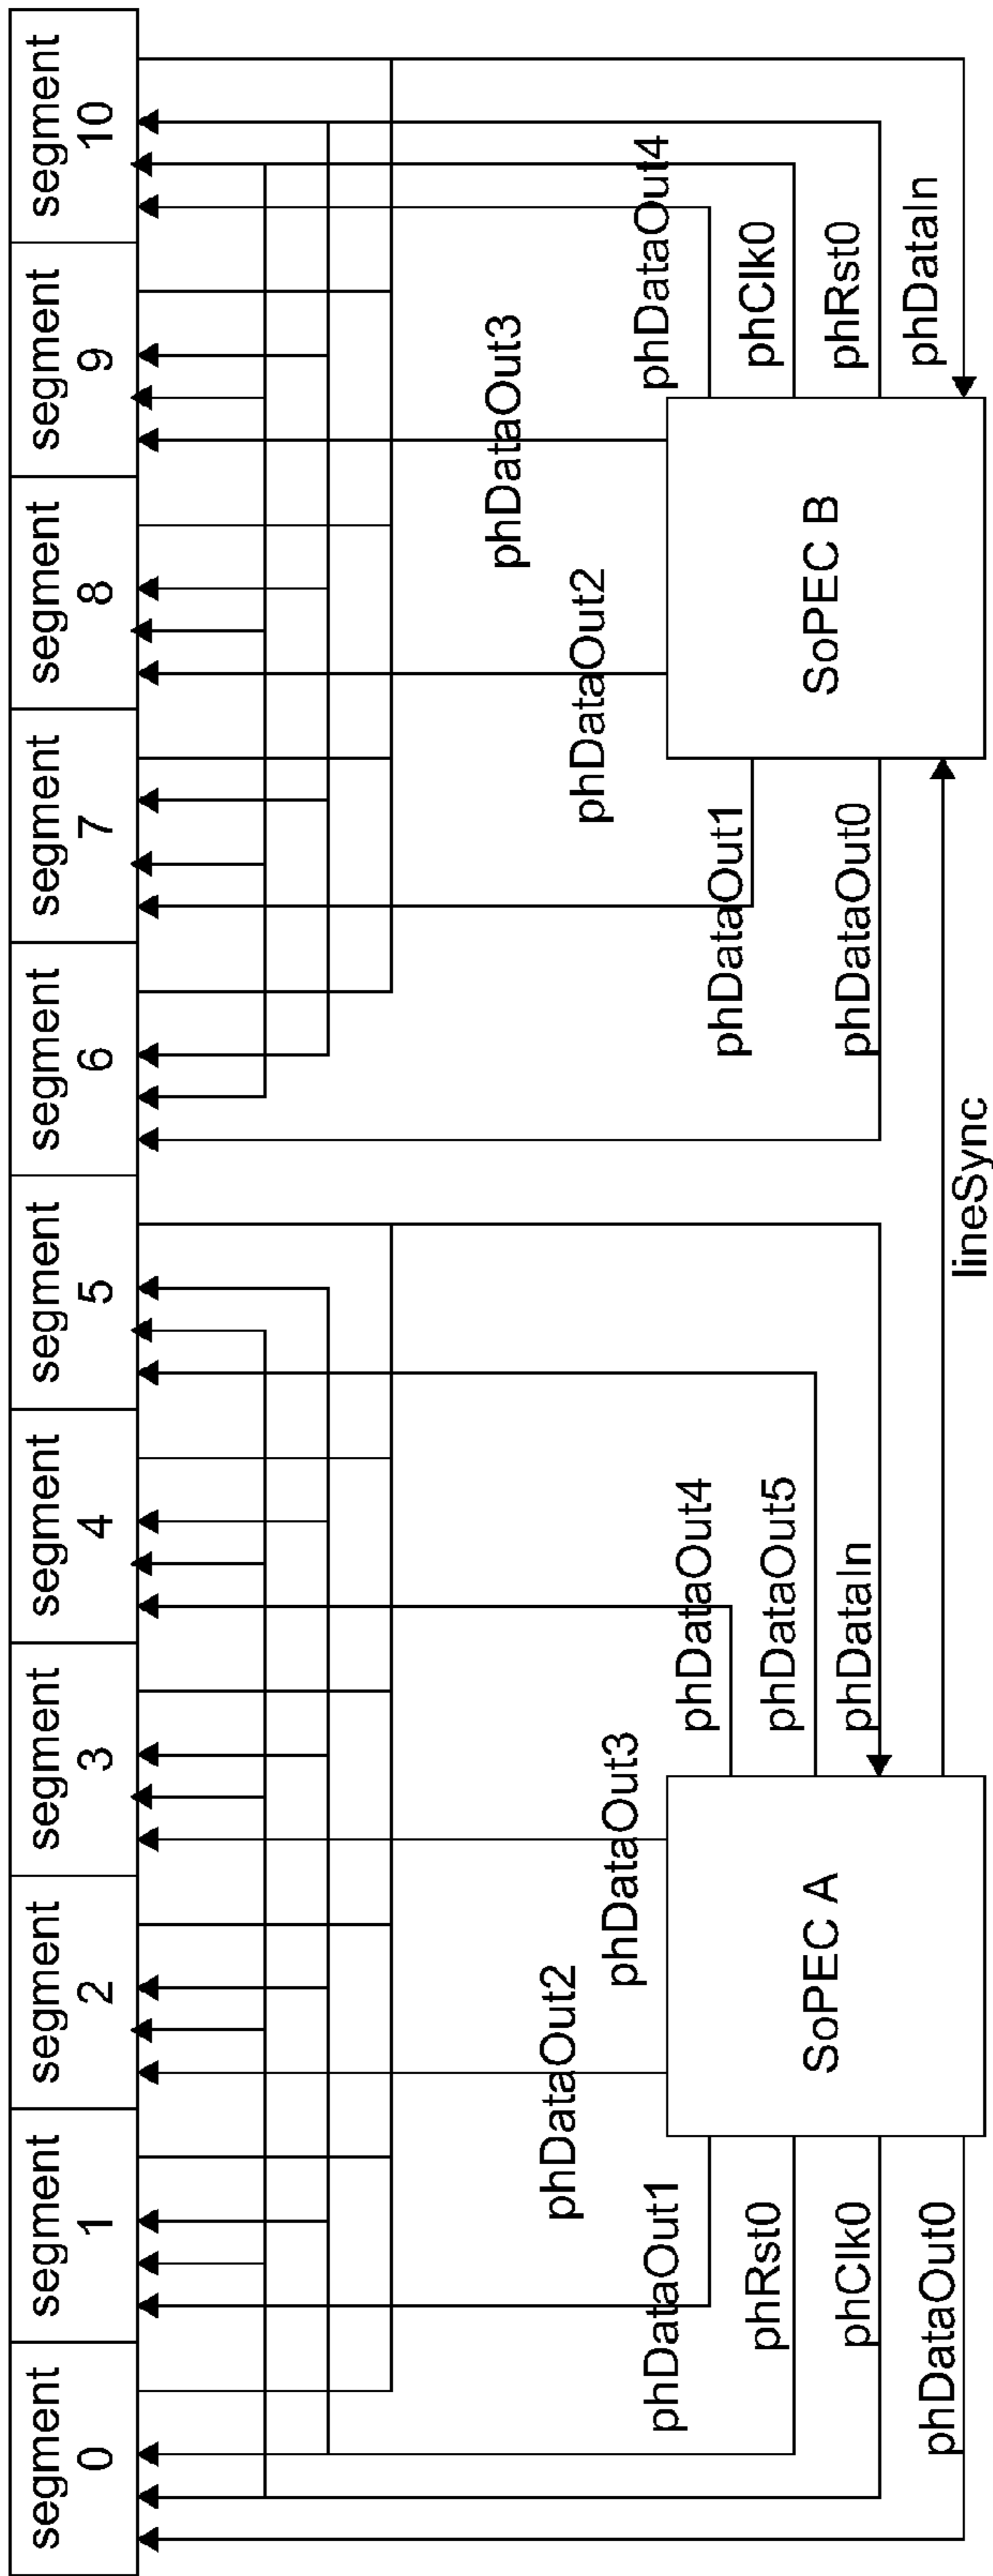 segment
0
segment
1
segment
2
segment
3
segment
4
segment
5
segment
6
segment
7
segment
8
segment
9
segment
10
phDataOut2
phDataOut3
phDataOut1
phRst0
phClk0
phDataOut0
SoPEC A
phDataOut4
phDataOut5
phDataIn
lineSync
phDataOut3
phDataOut2
phDataOut1
phDataOut0
SoPEC B
phDataOut4
phClk0
phRst0
phDataIn